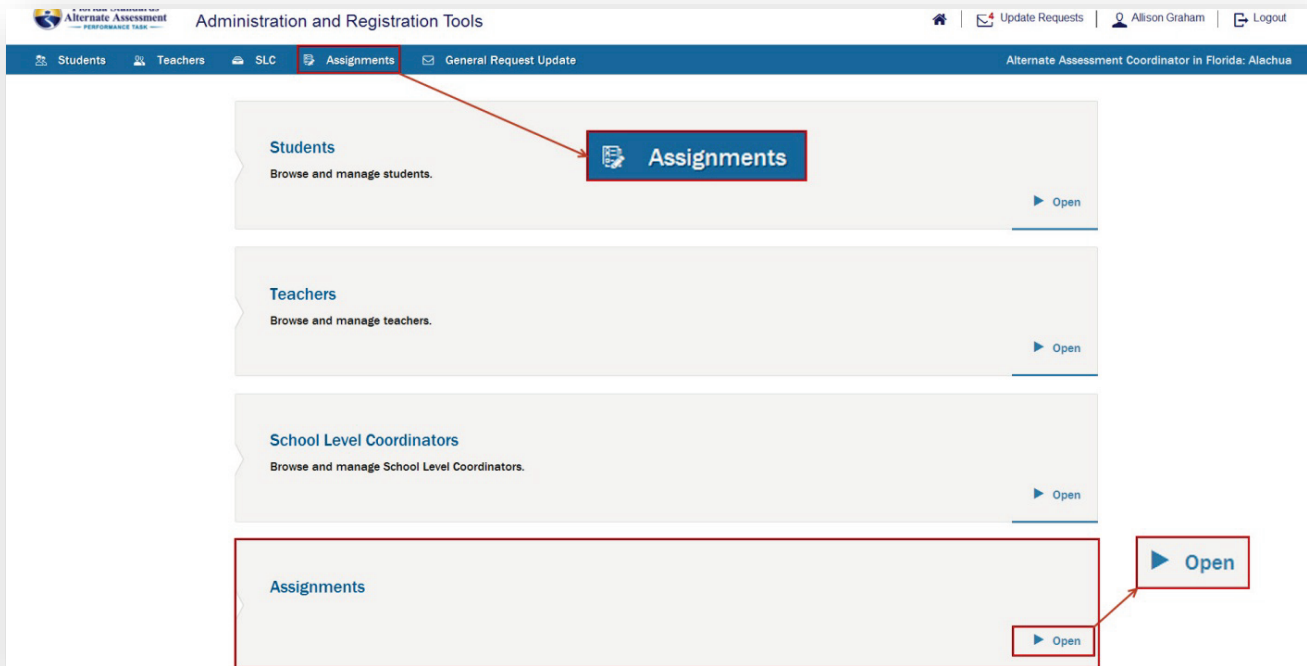 Alternate Assessment
PERFORMANCE TASK
Administration and Registration Tools
4 Update Requests
Allison Graham
Logout
Students
Teachers
SLC
Assignments
General Request Update
Alternate Assessment Coordinator in Florida: Alachua
Students
Browse and manage students.
Assignments
Open
Teachers
Browse and manage teachers.
Open
School Level Coordinators
Browse and manage School Level Coordinators.
Open
Assignments
Open
Open